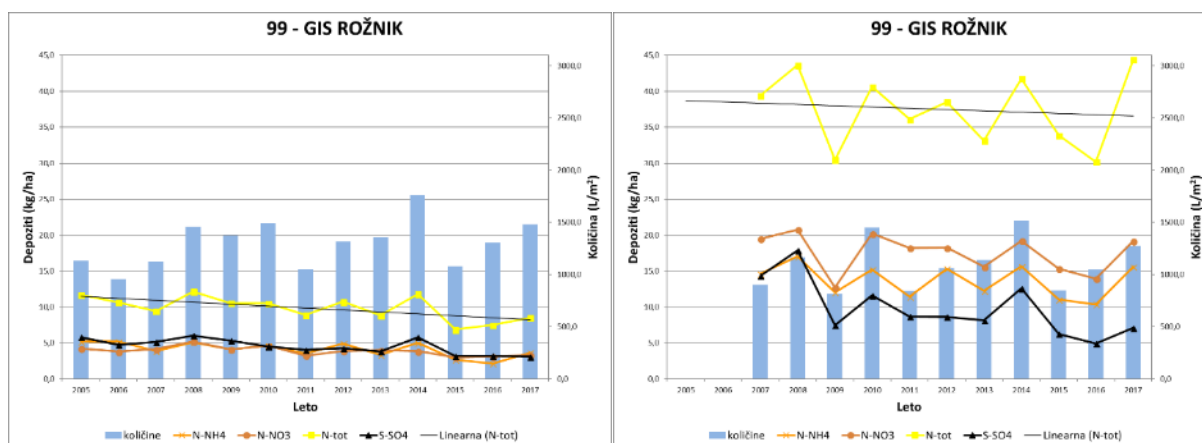 99 - GIS ROŽNIK
Depoziti (kg/ha)
45,0
40,0
35,0
30,0
25,0
20,0
15,0
10,0
5,0
0,0
3000,0
2500,0
2000,0
1500,0
1000,0
500,0
0,0
Količina (L/m²)
2005 2006 2007 2008 2009 2010 2011 2012 2013 2014 2015 2016 2017
Leto
količine N-NH4 N-NO3 N-tot S-SO4 Linearna (N-tot)
99 - GIS ROŽNIK
Depoziti (kg/ha)
45,0
40,0
35,0
30,0
25,0
20,0
15,0
10,0
5,0
0,0
3000,0
2500,0
2000,0
1500,0
1000,0
500,0
0,0
Količina (L/m²)
2005 2006 2007 2008 2009 2010 2011 2012 2013 2014 2015 2016 2017
Leto
količine N-NH4 N-NO3 N-tot S-SO4 Linearna (N-tot)